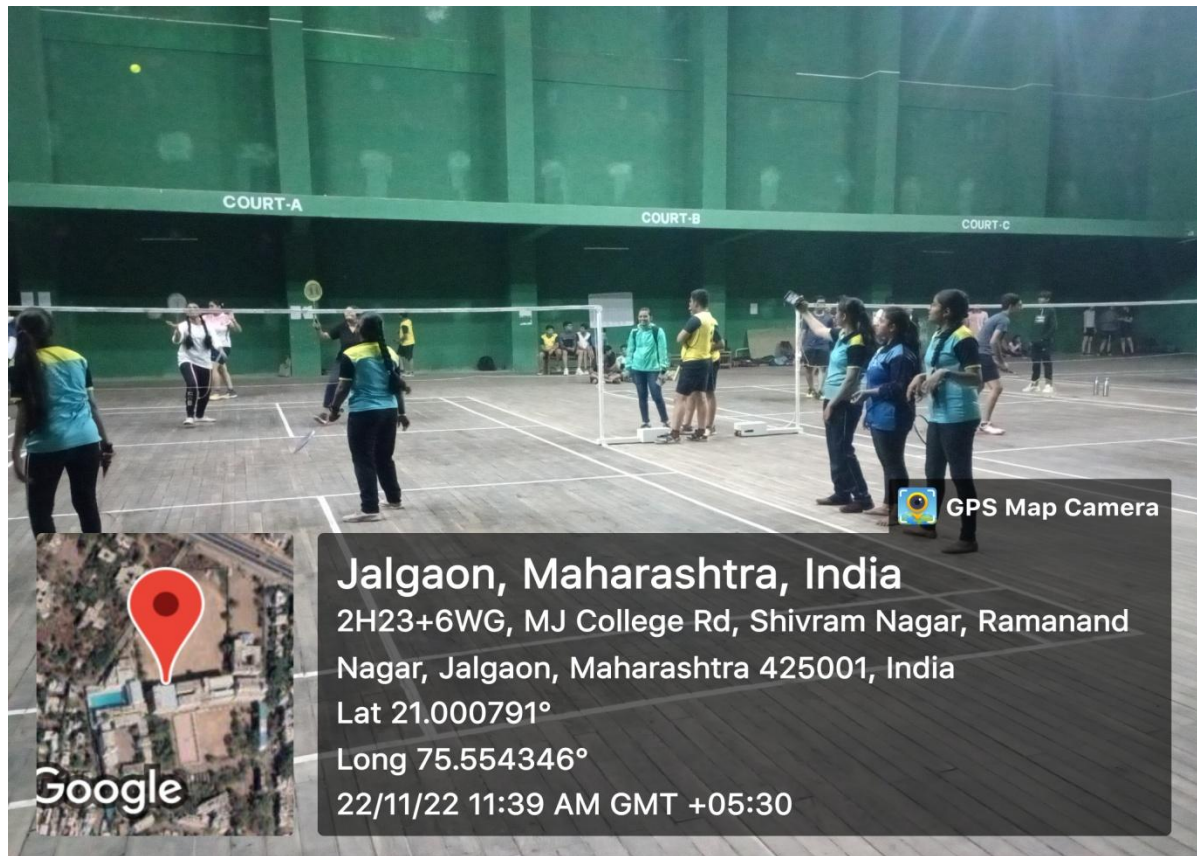 COURT-A
COURT-B
COURT-C
GPS Map Camera
Jalgaon, Maharashtra, India
2H23+6WG, MJ College Rd, Shivram Nagar, Ramanand
Nagar, Jalgaon, Maharashtra 425001, India
Lat 21.000791°
Long 75.554346°
22/11/22 11:39 AM GMT +05:30
Google